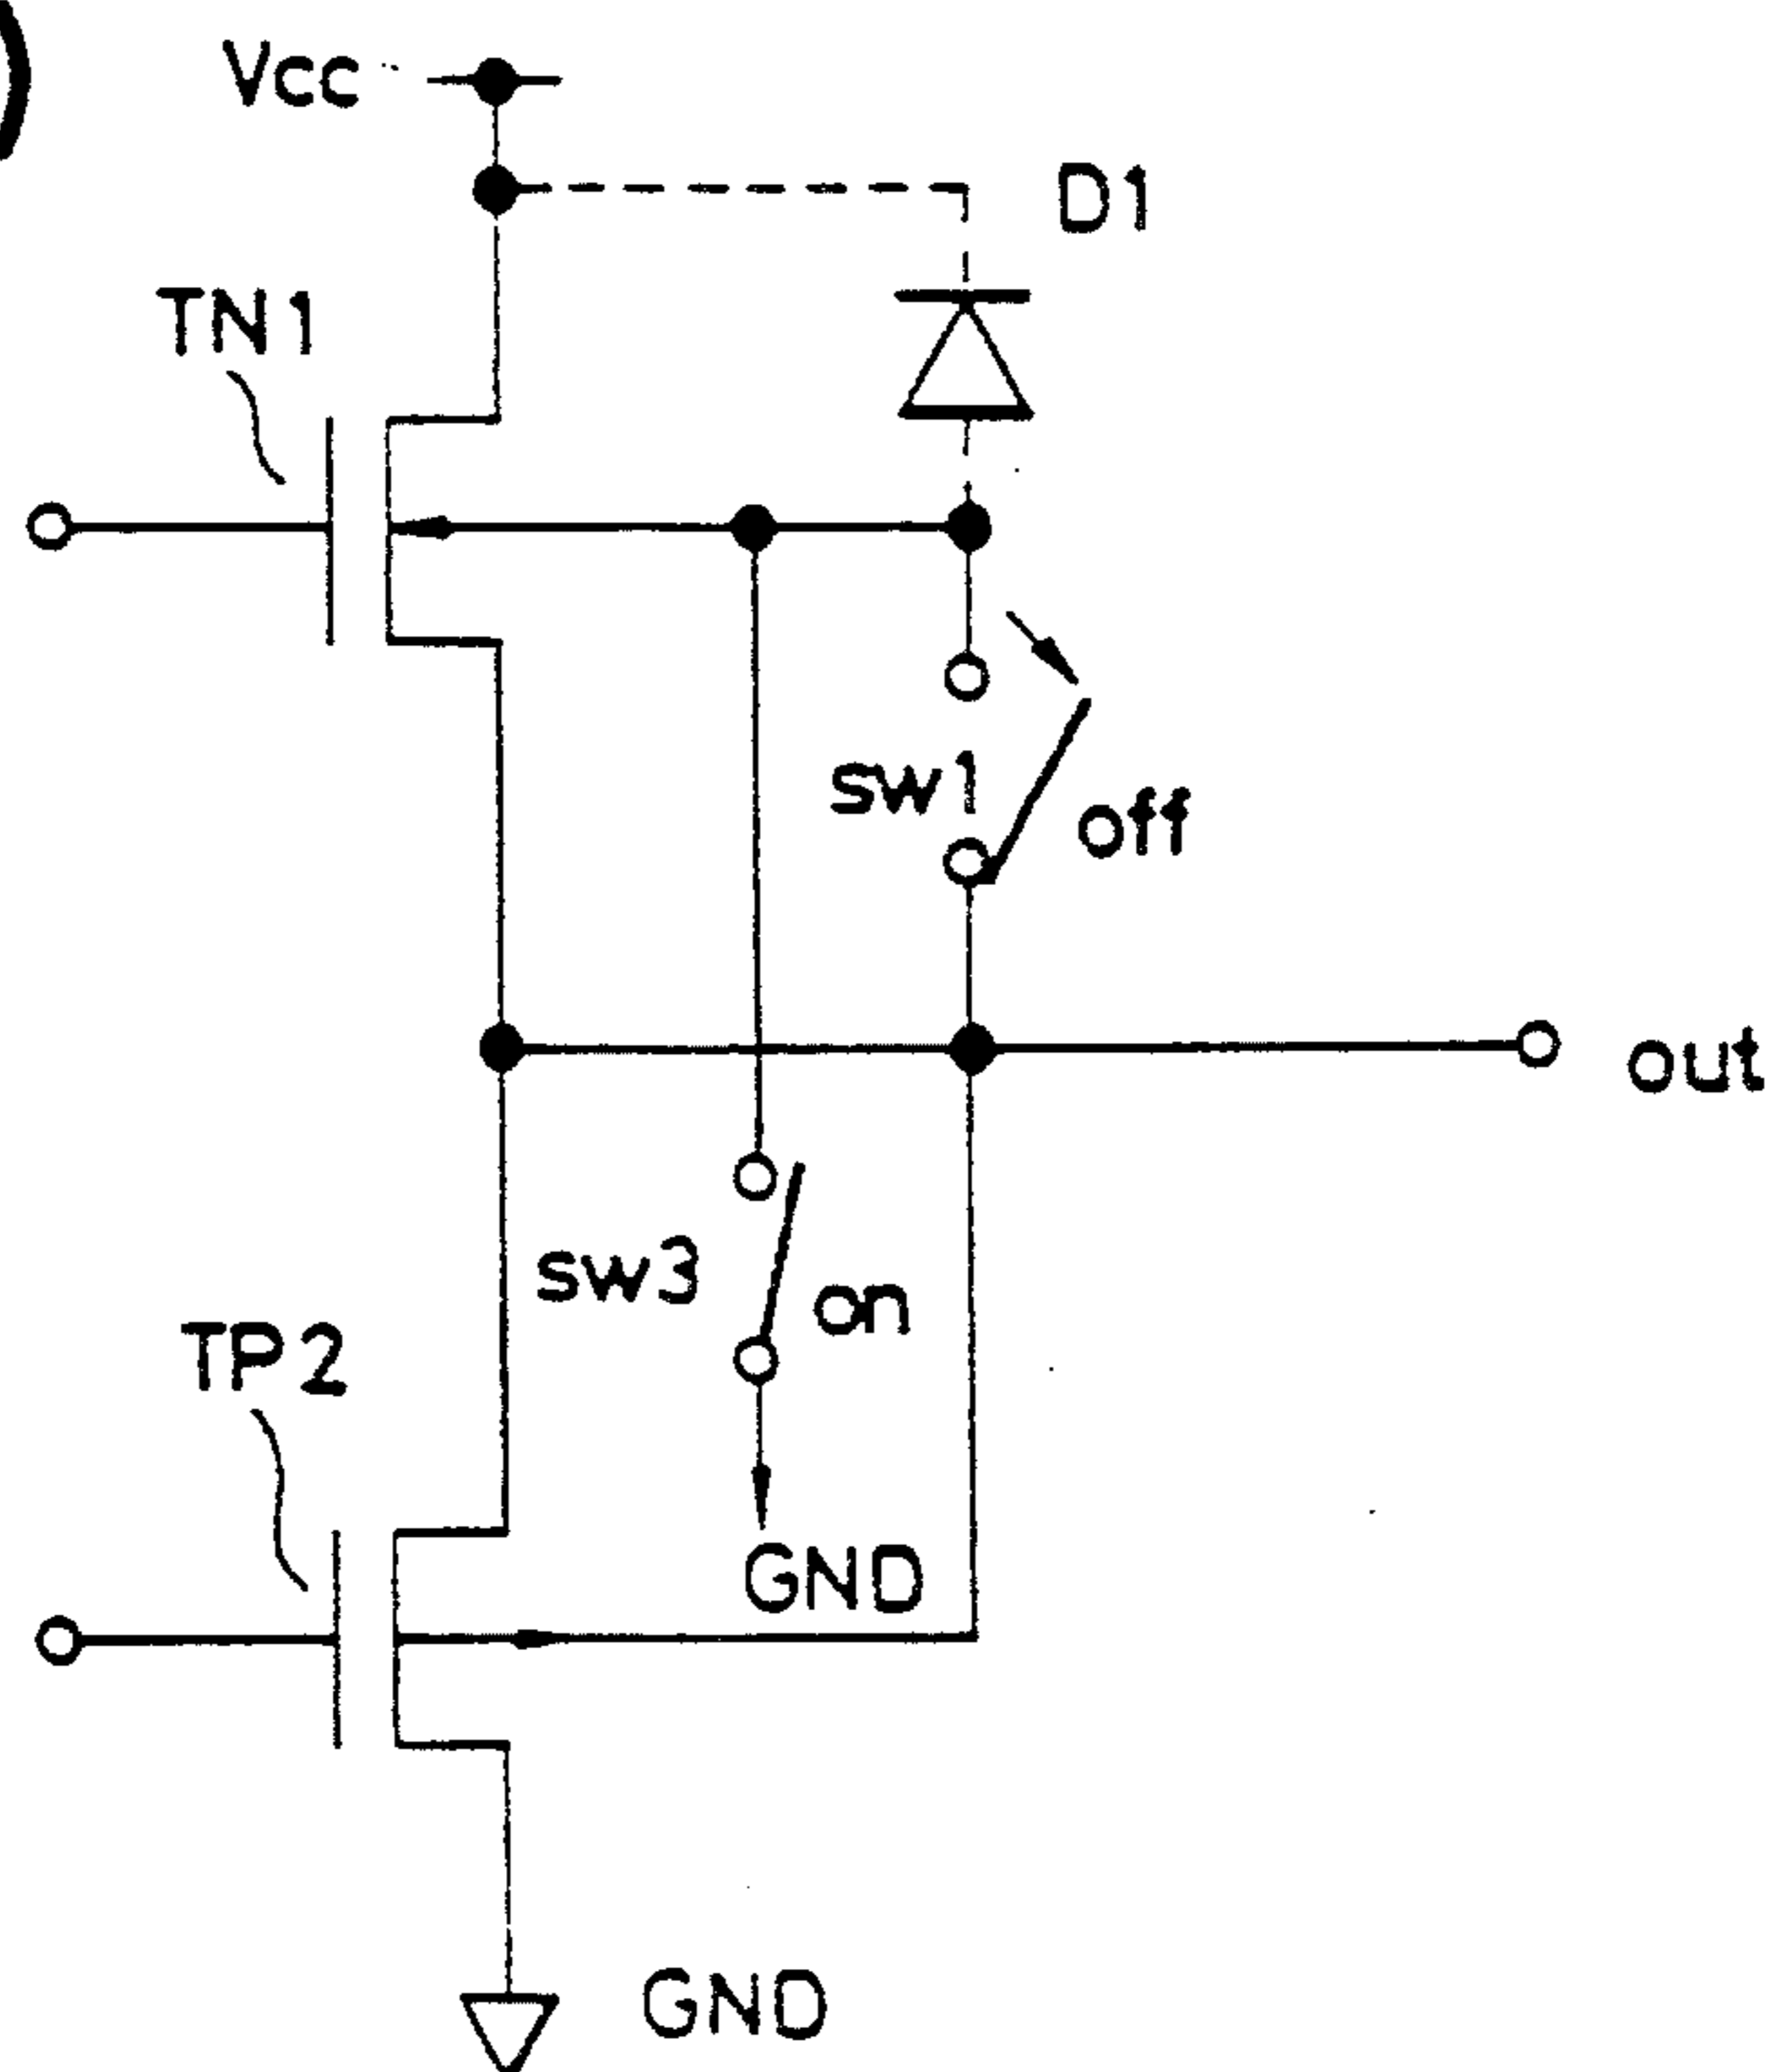 Vcc
D1
TN1
sw1
off
out
sw3
on
TP2
GND
GND